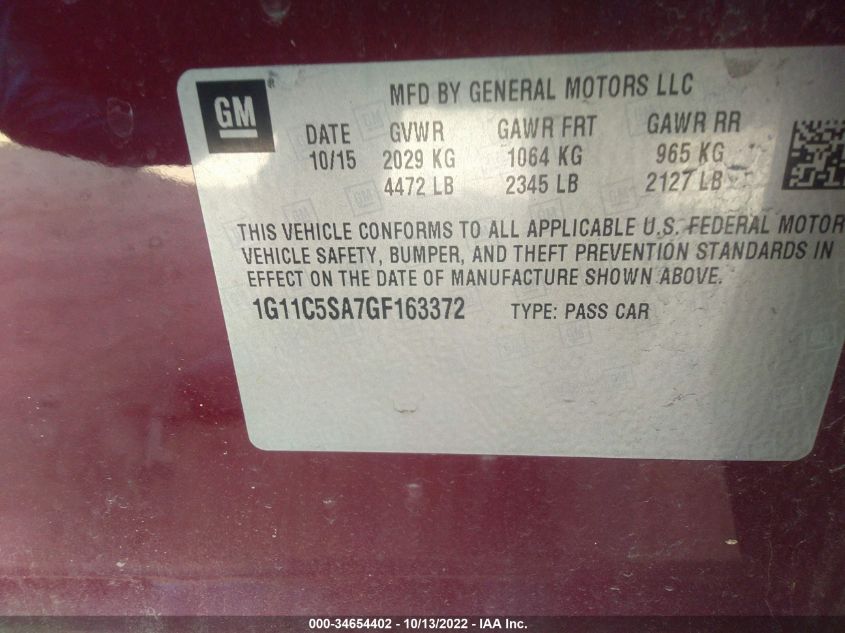 GM
MFD BY GENERAL MOTORS LLC
DATE GVWR GAWR FRT GAWR RR
10/15 2029 KG 1064 KG 965 KG
4472 LB 2345 LB 2127 LB
THIS VEHICLE CONFORMS TO ALL APPLICABLE U.S. FEDERAL MOTOR
VEHICLE SAFETY, BUMPER, AND THEFT PREVENTION STANDARDS IN
EFFECT ON THE DATE OF MANUFACTURE SHOWN ABOVE.
1G11C5SA7GF163372 TYPE: PASS CAR
000-34654402 - 10/13/2022 - IAA Inc.